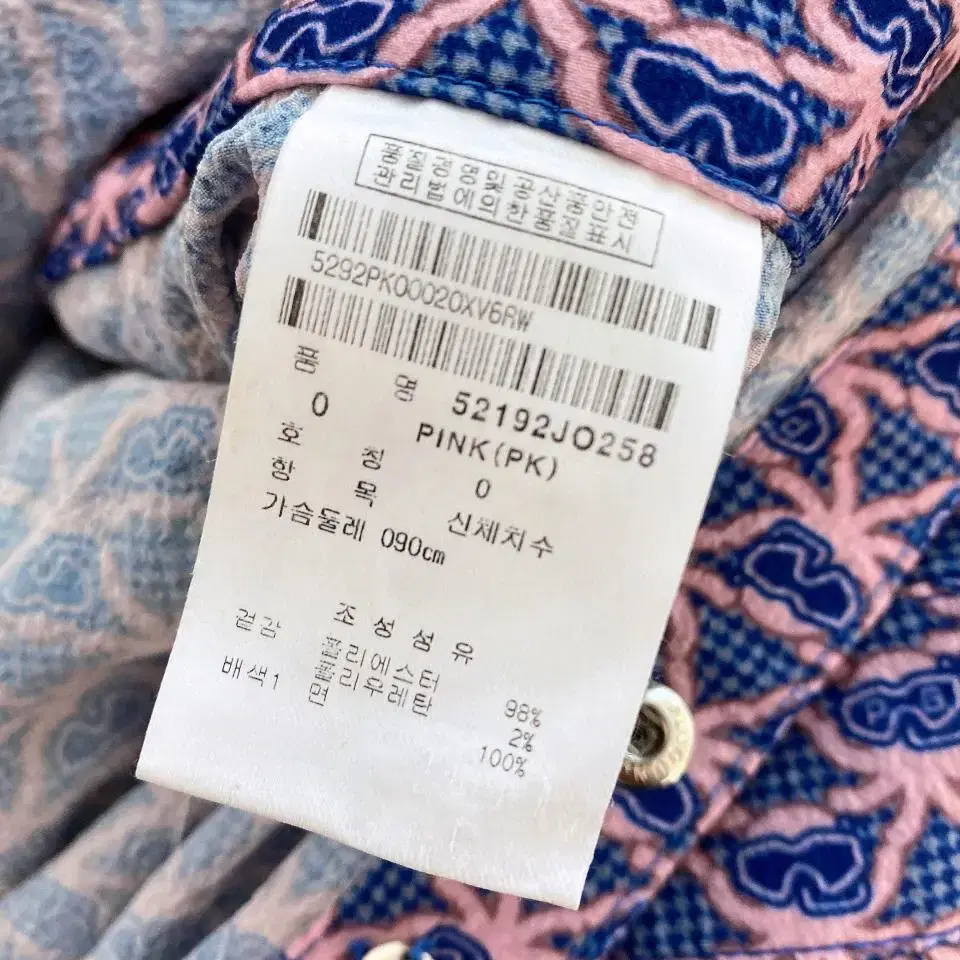 품질경영 및 공산품안전
관리법에 의한 품질표시
5292PK00020XV6RW
품 명 52192JO258
0 PINK(PK)
호 칭 0
항 목 신체치수
가슴둘레 090cm
조성섬유
겉감 폴리에스터 98%
폴리우레탄 2%
배색1 면 100%